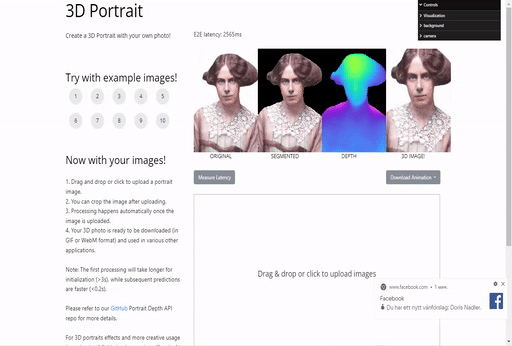 3D Portrait
Create a 3D Portrait with your own photo!
Try with example images!
1 2 3 4 5
6 7 8 9 10
Now with your images!
1. Drag and drop or click to upload a portrait
image.
2. You can crop the image after uploading.
3. Processing happens automatically once the
image is uploaded.
4. Your 3D photo is ready to be downloaded (in
GIF or WebM format) and used in various other
applications.
Note: The first processing will take longer for
initialization (>3s), while subsequent predictions
are faster (<0.2s).
Please refer to our GitHub Portrait Depth API
repo for more details.
For 3D portraits effects and more creative usage
E2E latency: 2565ms
ORIGINAL SEGMENTED DEPTH 3D IMAGE!
Measure Latency Download Animation
Drag & drop or click to upload images
Controls
Visualization
background
camera
www.facebook.com • 1 мин.
Facebook
Du har ett nytt vänförslag: Doris Nadler.